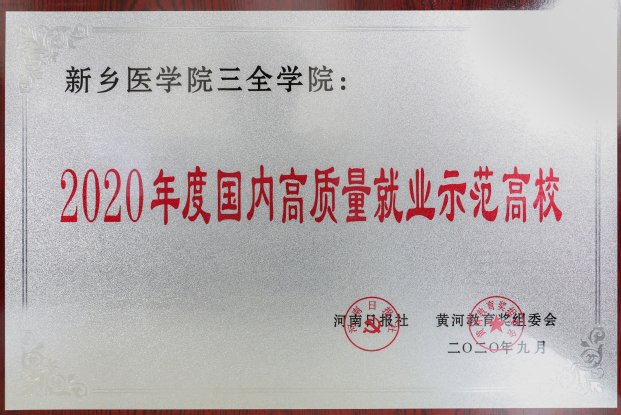 新乡医学院三全学院：
2020年度国内高质量就业示范高校
河南日报社 黄河教育奖组委会
二〇二〇年九月